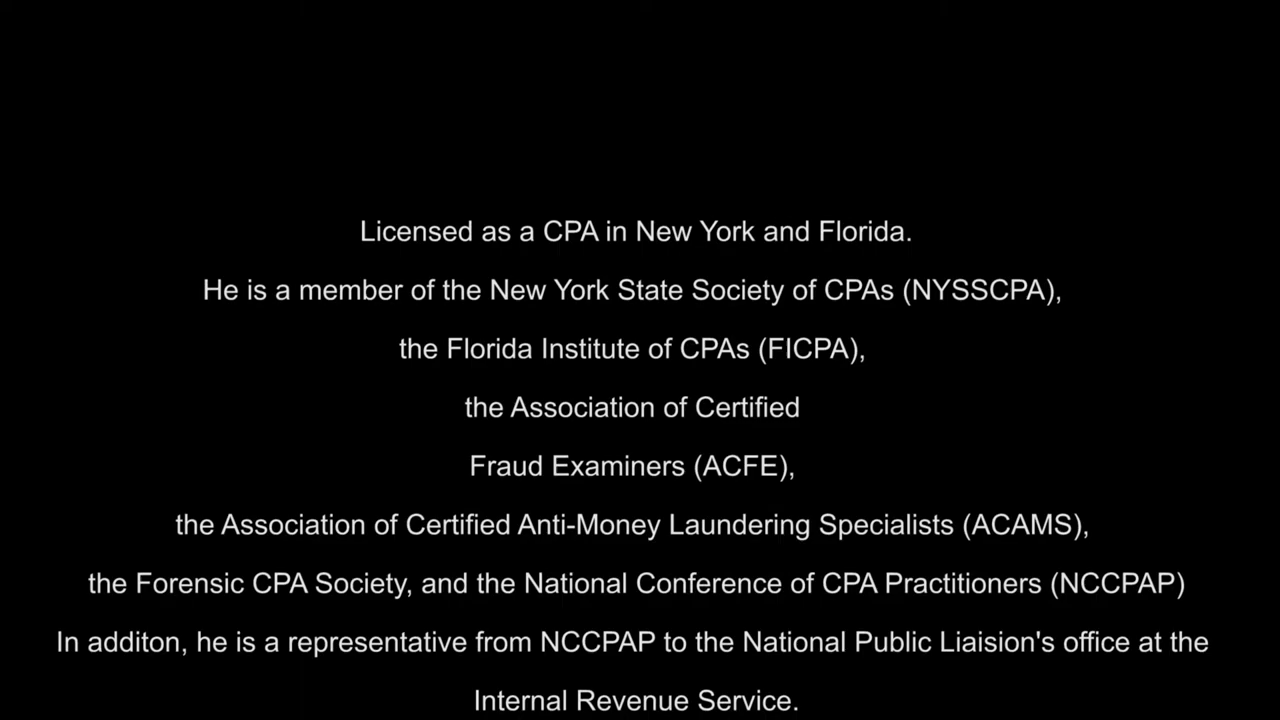 Licensed as a CPA in New York and Florida.
He is a member of the New York State Society of CPAs (NYSSCPA),
the Florida Institute of CPAs (FICPA),
the Association of Certified
Fraud Examiners (ACFE),
the Association of Certified Anti-Money Laundering Specialists (ACAMS),
the Forensic CPA Society, and the National Conference of CPA Practitioners (NCCPAP)
In additon, he is a representative from NCCPAP to the National Public Liaision's office at the
Internal Revenue Service.